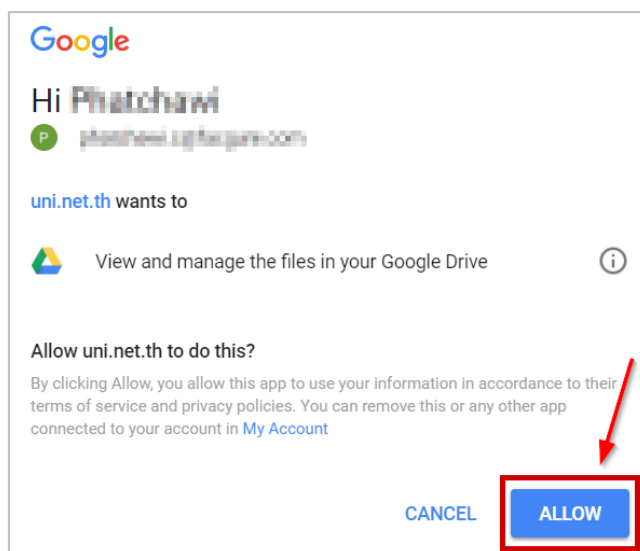 Google
Hi
P
uni.net.th wants to
View and manage the files in your Google Drive
Allow uni.net.th to do this?
By clicking Allow, you allow this app to use your information in accordance to their
terms of service and privacy policies. You can remove this or any other app
connected to your account in My Account
CANCEL ALLOW